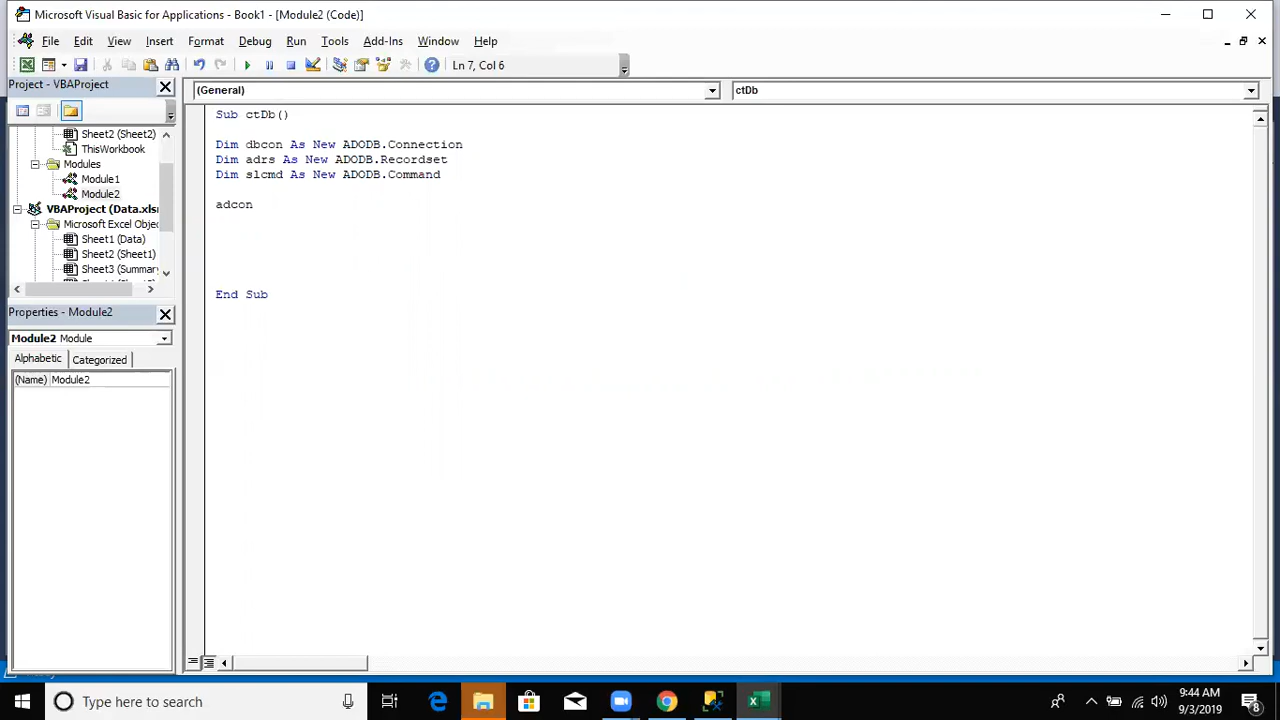 Microsoft Visual Basic for Applications - Book1 - [Module2 (Code)]
File Edit View Insert Format Debug Run Tools Add-Ins Window Help
Ln 7, Col 6
Project - VBAProject
(General)
ctDb
Sheet2 (Sheet2)
ThisWorkbook
Modules
Module1
Module2
VBAProject (Data.xls
Microsoft Excel Objec
Sheet1 (Data)
Sheet2 (Sheet1)
Sheet3 (Summar
Properties - Module2
Module2 Module
Alphabetic Categorized
(Name) Module2
Sub ctDb()
Dim dbcon As New ADODB.Connection
Dim adrs As New ADODB.Recordset
Dim slcmd As New ADODB.Command
adcon
End Sub
Type here to search
9:44 AM
9/3/2019
8